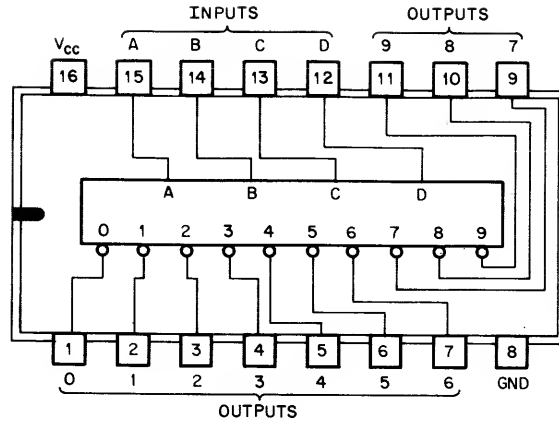 INPUTS OUTPUTS
VCC A B C D 9 8 7
16 15 14 13 12 11 10 9
A B C D
0 1 2 3 4 5 6 7 8 9
1 2 3 4 5 6 7 8
0 1 2 3 4 5 6 GND
OUTPUTS